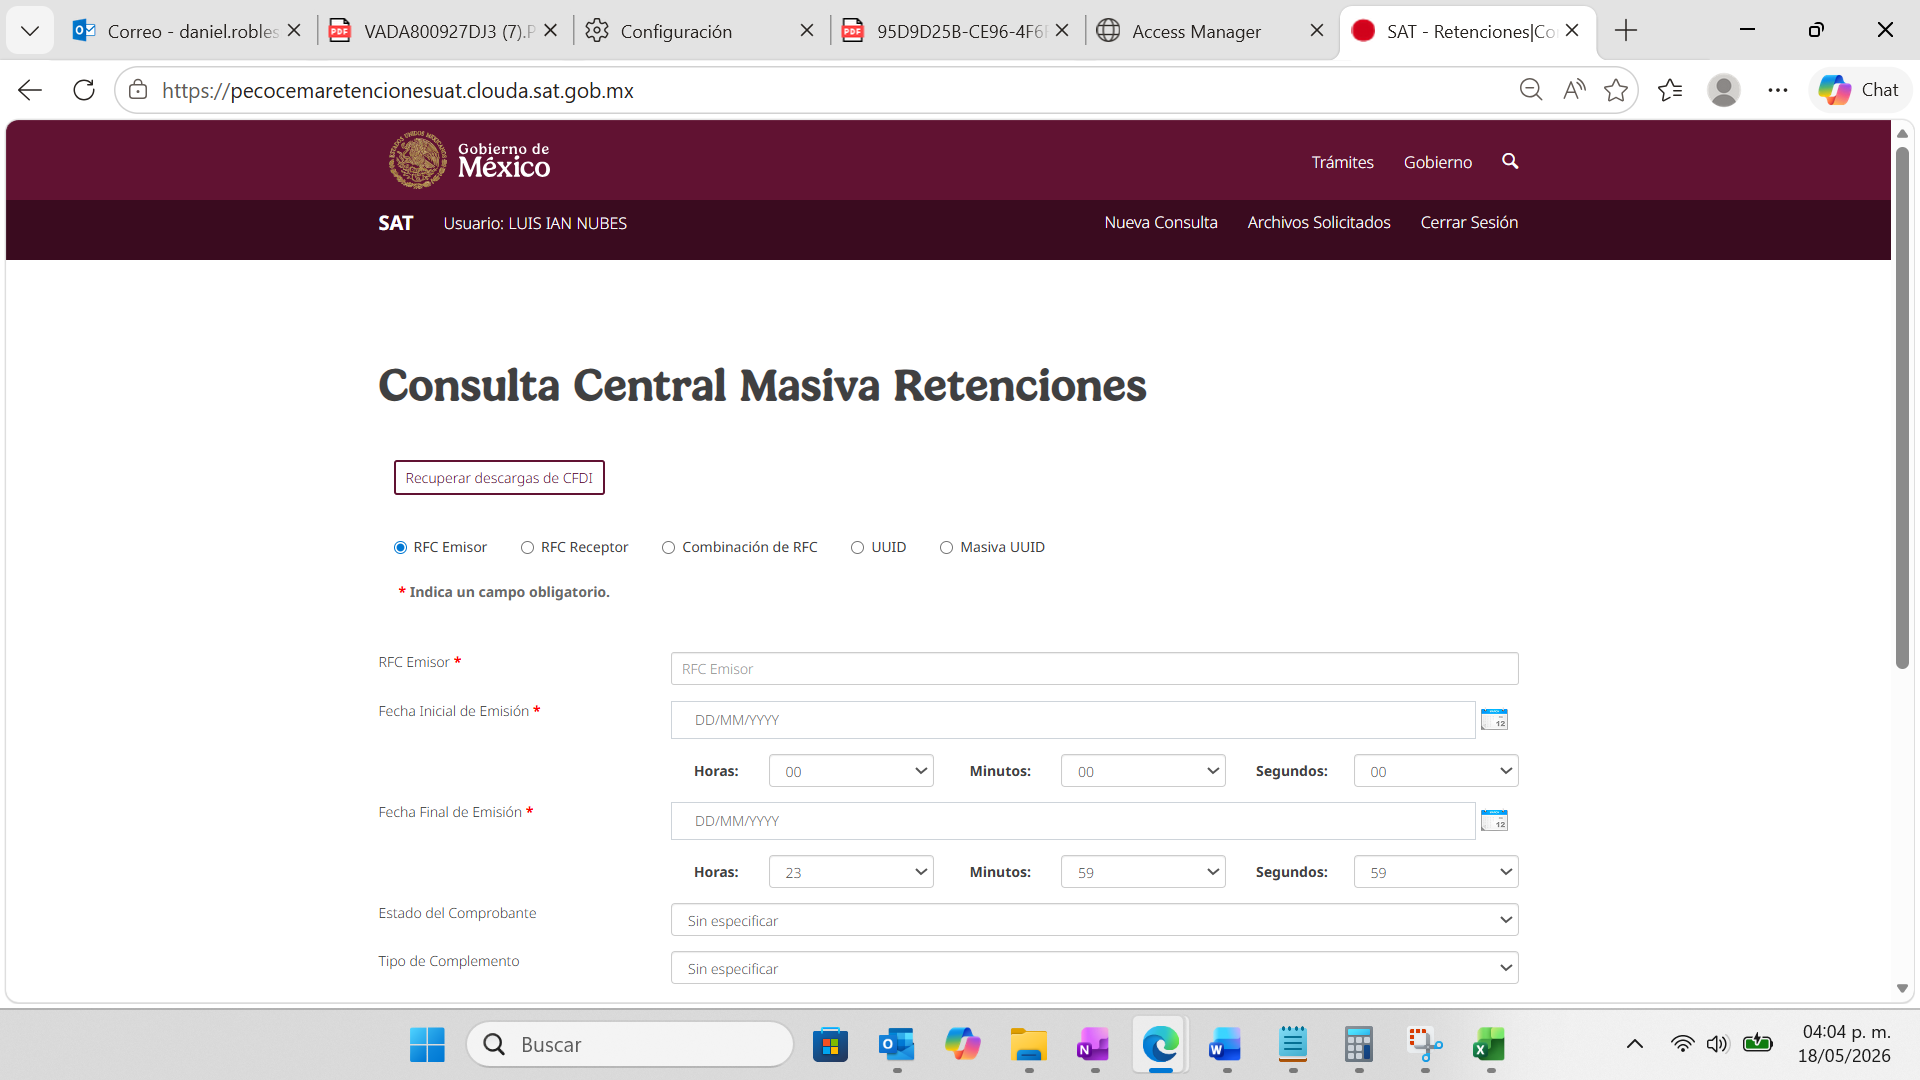 Correo - daniel.robles
VADA800927DJ3 (7).P
Configuración
95D9D25B-CE96-4F6
Access Manager
SAT - Retenciones|Co
https://pecocemaretencionesuat.clouda.sat.gob.mx
Chat
Gobierno de
México
Trámites
Gobierno
SAT
Usuario: LUIS IAN NUBES
Nueva Consulta
Archivos Solicitados
Cerrar Sesión
Consulta Central Masiva Retenciones
Recuperar descargas de CFDI
RFC Emisor
RFC Receptor
Combinación de RFC
UUID
Masiva UUID
* Indica un campo obligatorio.
RFC Emisor *
RFC Emisor
Fecha Inicial de Emisión *
DD/MM/YYYY
Horas: 00 Minutos: 00 Segundos: 00
Fecha Final de Emisión *
DD/MM/YYYY
Horas: 23 Minutos: 59 Segundos: 59
Estado del Comprobante
Sin especificar
Tipo de Complemento
Sin especificar
Buscar
04:04 p. m.
18/05/2026